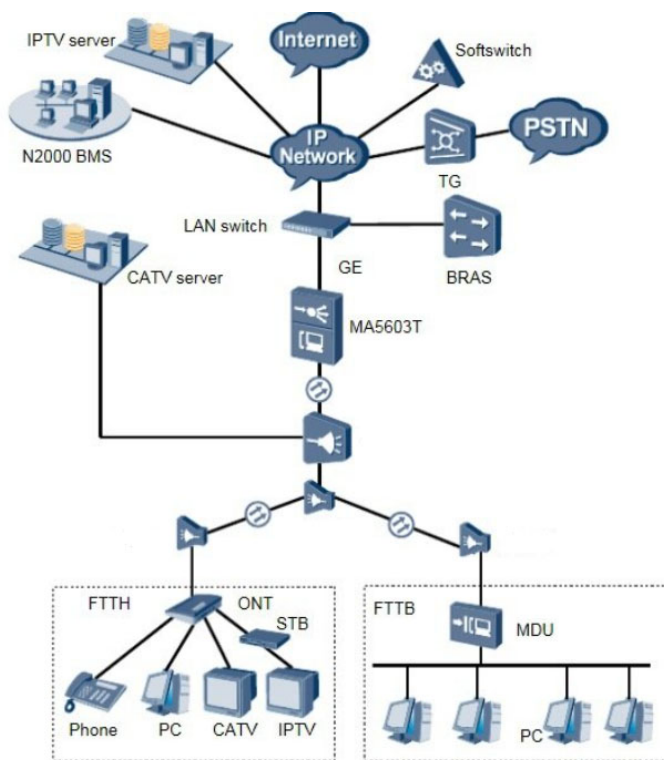 IPTV server
Internet
Softswitch
N2000 BMS
IP
Network
PSTN
TG
LAN switch
CATV server
GE
BRAS
MA5603T
FTTH
ONT
STB
Phone
PC
CATV
IPTV
FTTB
MDU
PC